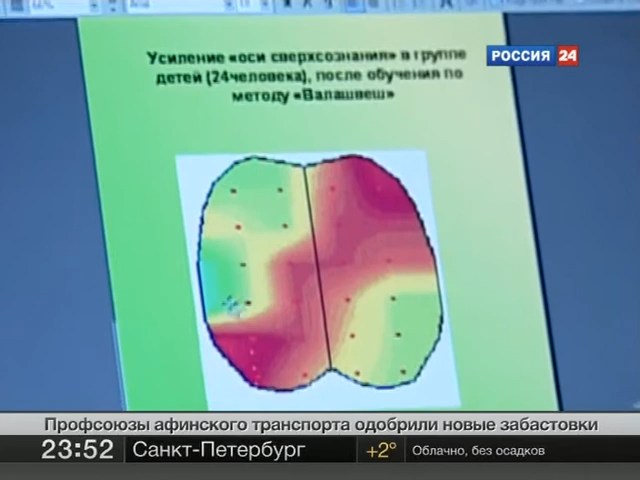 Усиление «оси сверхсознания» в группе
детей (24человека), после обучения по
методу «Валашвеш»
РОССИЯ 24
Профсоюзы афинского транспорта одобрили новые забастовки
23:52 Санкт-Петербург +2° Облачно, без осадков